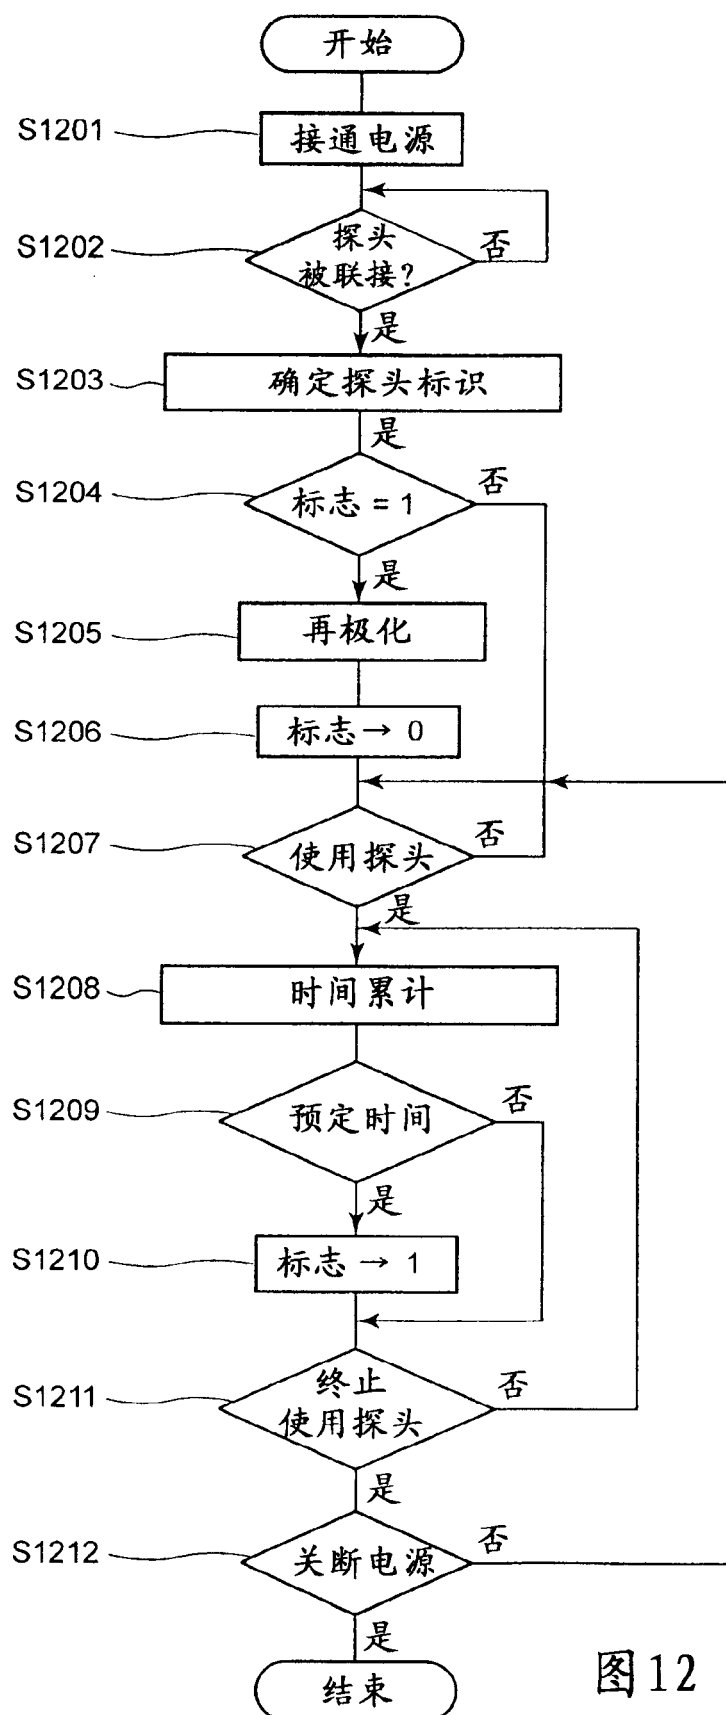 开始
S1201
接通电源
S1202
探头
被联接?
否
是
S1203
确定探头标识
是
S1204
标志 = 1
否
是
S1205
再极化
S1206
标志 → 0
S1207
使用探头
否
是
S1208
时间累计
S1209
预定时间
否
是
S1210
标志 → 1
S1211
终止
使用探头
否
是
S1212
关断电源
否
是
结束
图12